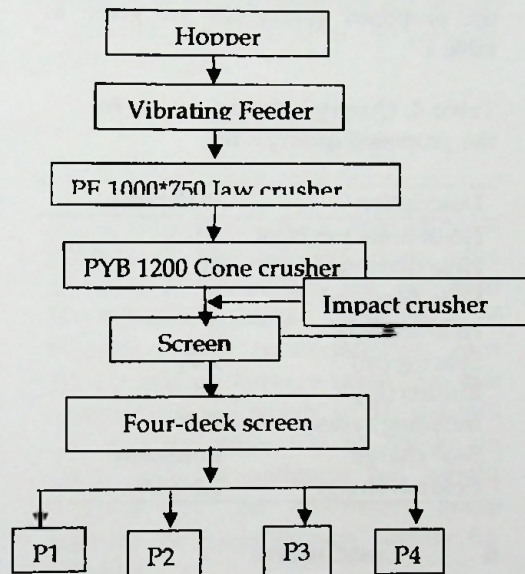 Hopper
Vibrating Feeder
PE 1000*750 Jaw crusher
PYB 1200 Cone crusher
Impact crusher
Screen
Four-deck screen
P1
P2
P3
P4